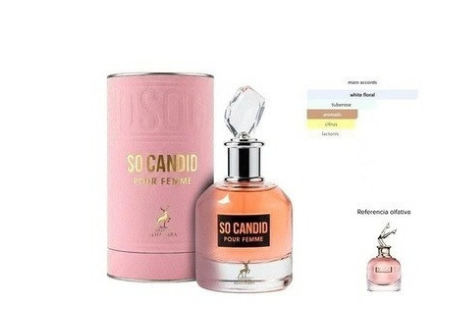 main accords
white floral
tuberose
aromatic
citrus
lactonic
SO CANDID
POUR FEMME
SO CANDID
POUR FEMME
Referencia olfativa